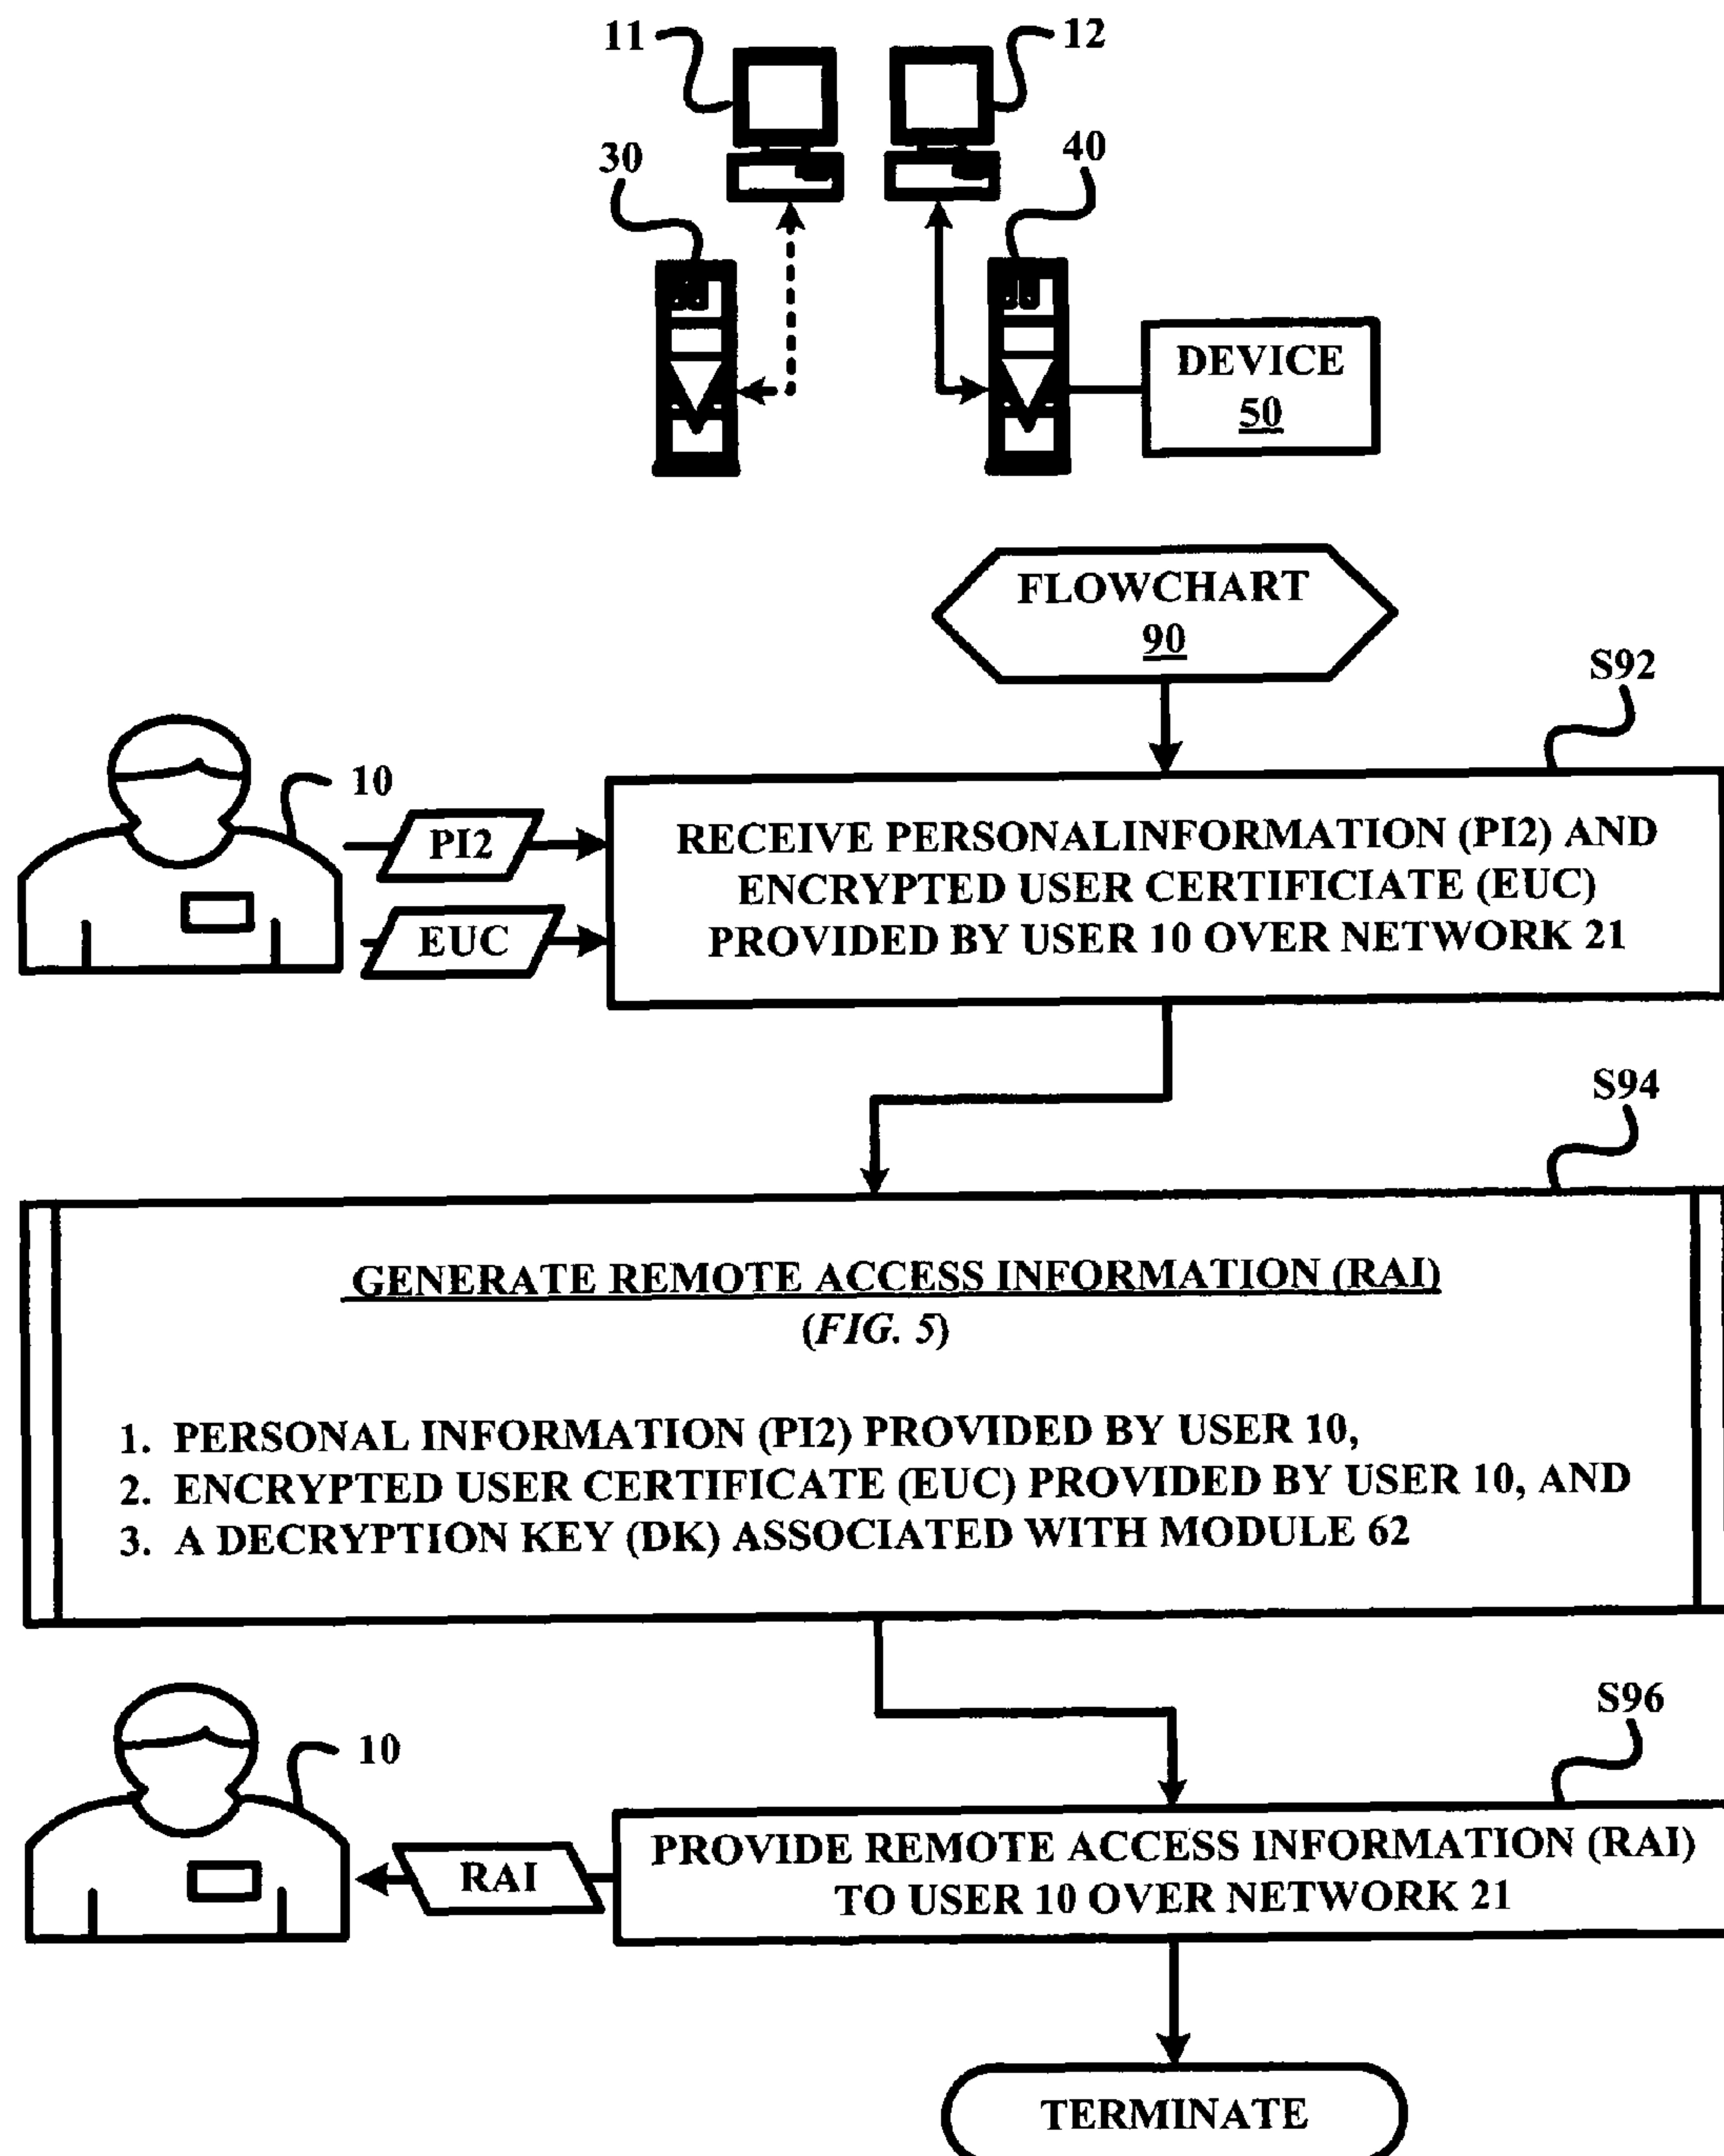 11
12
30
40
DEVICE
50
FLOWCHART
90
S92
10
PI2
EUC
RECEIVE PERSONALINFORMATION (PI2) AND
ENCRYPTED USER CERTIFICIATE (EUC)
PROVIDED BY USER 10 OVER NETWORK 21
S94
GENERATE REMOTE ACCESS INFORMATION (RAI)
(FIG. 5)
1. PERSONAL INFORMATION (PI2) PROVIDED BY USER 10,
2. ENCRYPTED USER CERTIFICATE (EUC) PROVIDED BY USER 10, AND
3. A DECRYPTION KEY (DK) ASSOCIATED WITH MODULE 62
S96
10
RAI
PROVIDE REMOTE ACCESS INFORMATION (RAI)
TO USER 10 OVER NETWORK 21
TERMINATE